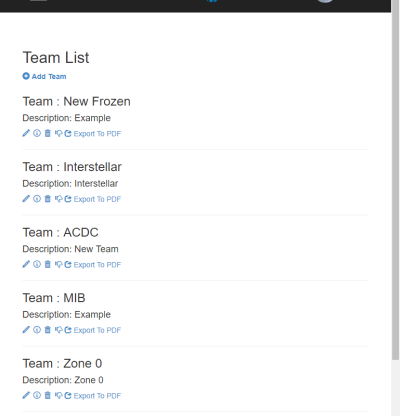 Team List
Add Team
Team : New Frozen
Description: Example
Export To PDF
Team : Interstellar
Description: Interstellar
Export To PDF
Team : ACDC
Description: New Team
Export To PDF
Team : MIB
Description: Example
Export To PDF
Team : Zone 0
Description: Zone 0
Export To PDF